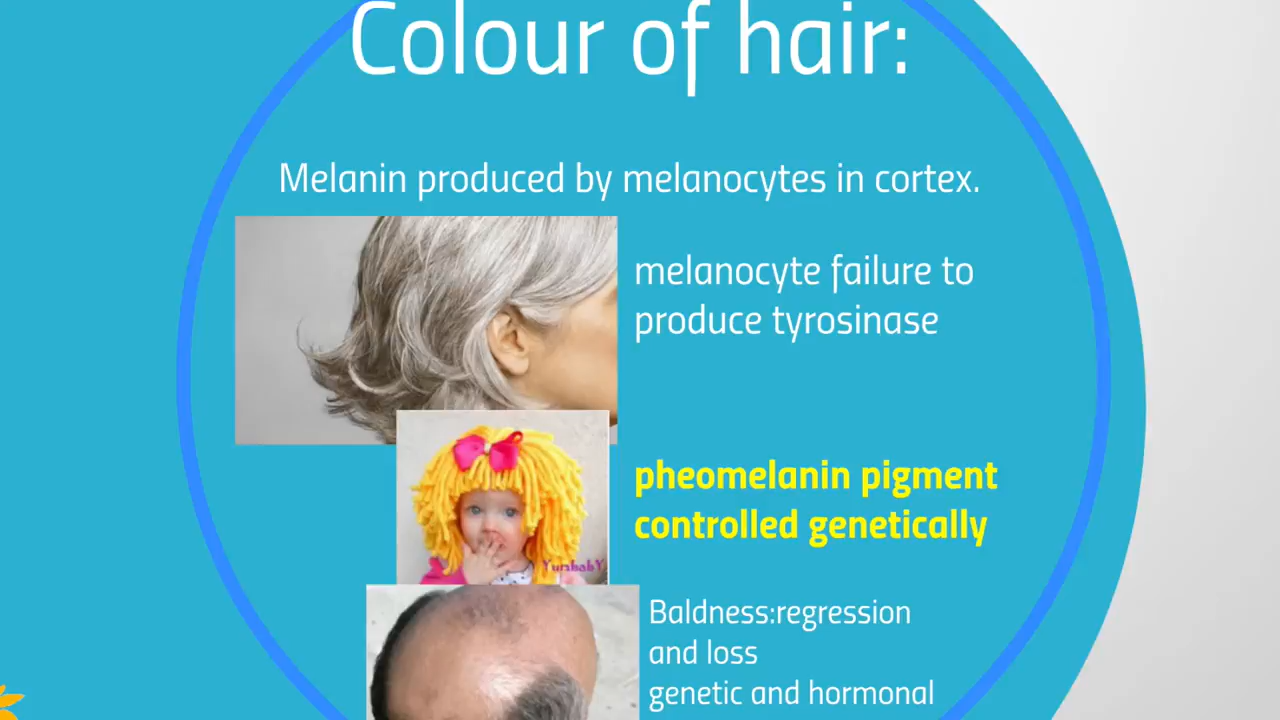 Colour of hair:
Melanin produced by melanocytes in cortex.
melanocyte failure to
produce tyrosinase
pheomelanin pigment
controlled genetically
YumbabY
Baldness:regression
and loss
genetic and hormonal